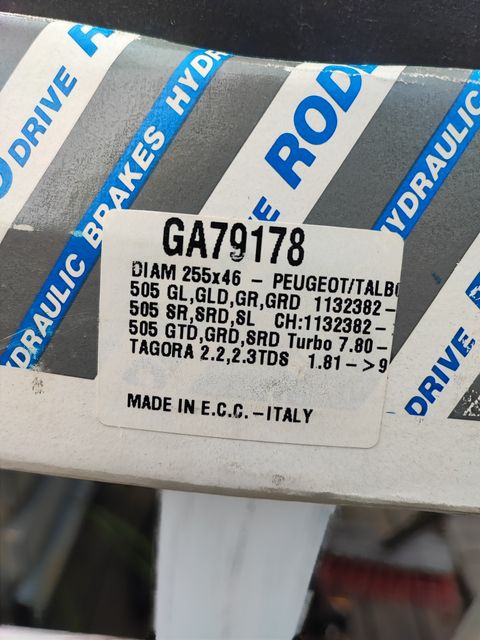 DRIVE ROD
HYDRAULIC BRAKES HYDR
RODR
HYDRAULIC
DRIVE
GA79178
DIAM 255x46 - PEUGEOT/TALBO
505 GL,GLD,GR,GRD 1132382-
505 SR,SRD,SL CH:1132382-
505 GTD,GRD,SRD Turbo 7.80-
TAGORA 2.2,2.3TDS 1.81->9
MADE IN E.C.C.-ITALY